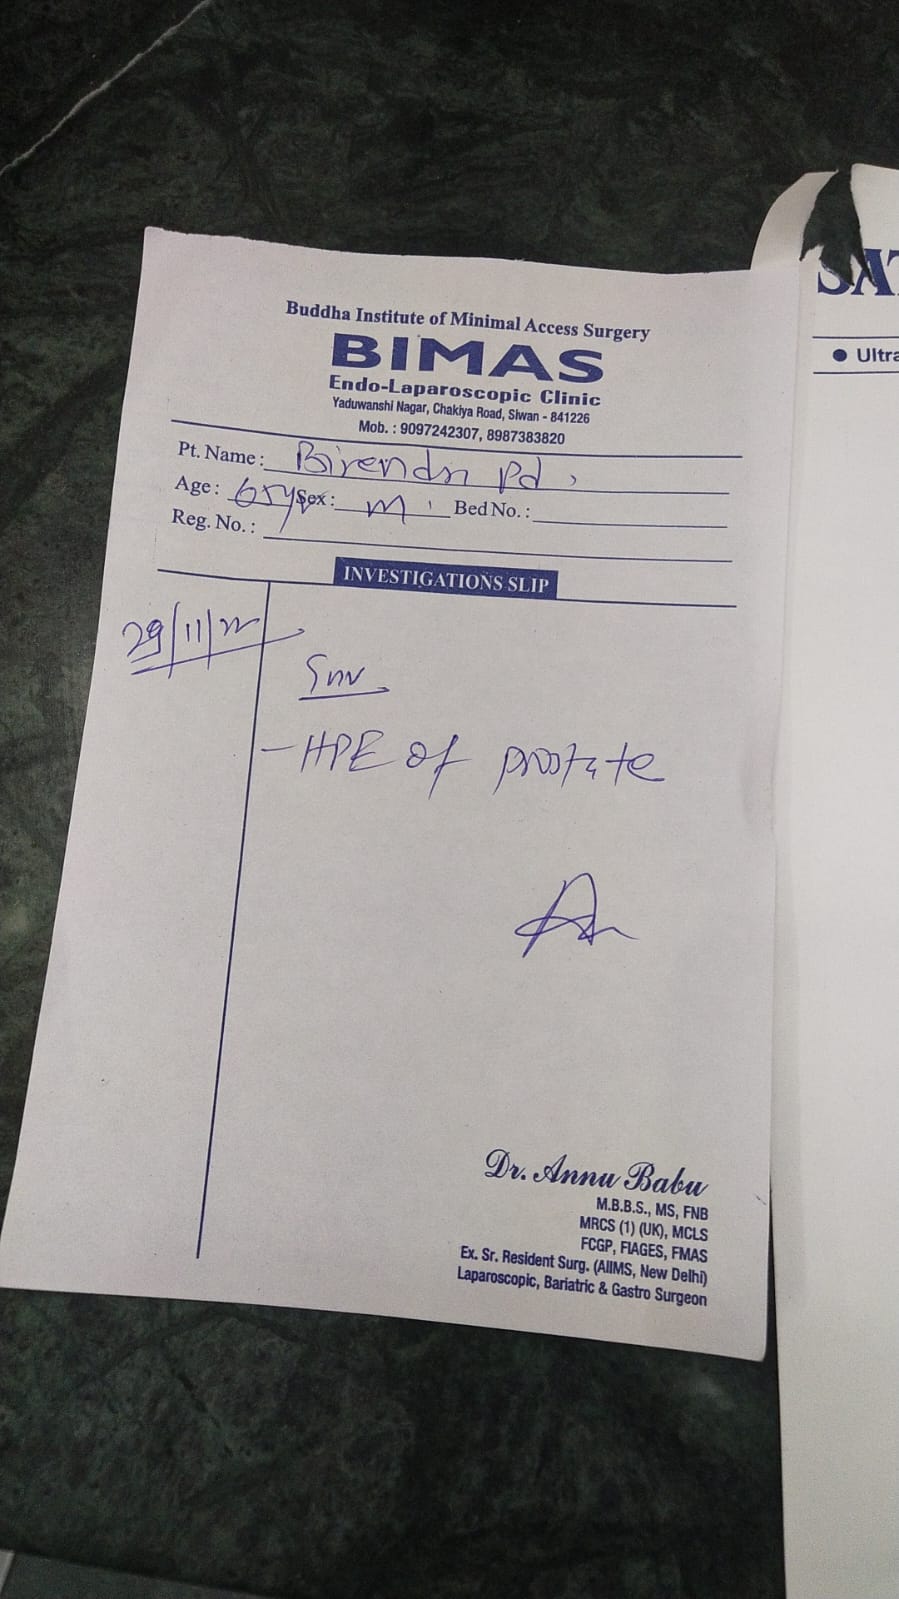 Buddha Institute of Minimal Access Surgery
BIMAS
Endo-Laparoscopic Clinic
Yaduwanshi Nagar, Chakiya Road, Siwan - 841226
Mob. : 9097242307, 8987383820
Pt. Name : Birendra Pd.
Age : 65y Sex : M Bed No. :
Reg. No. :
INVESTIGATIONS SLIP
29/11/22
- HPE of prostate
Dr. Annu Babu
M.B.B.S., MS, FNB
MRCS (1) (UK), MCLS
FCGP, FIAGES, FMAS
Ex. Sr. Resident Surg. (AIIMS, New Delhi)
Laparoscopic, Bariatric & Gastro Surgeon
SAT
● Ultra